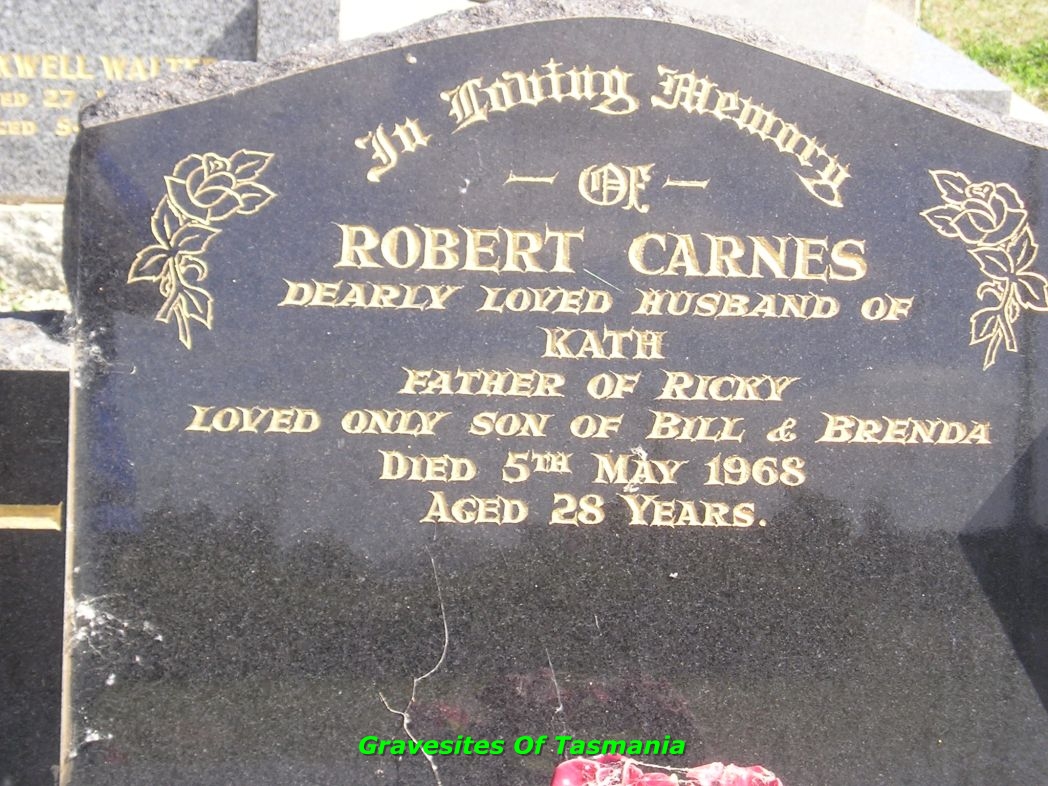 In Loving Memory
— Of —
ROBERT CARNES
DEARLY LOVED HUSBAND OF
KATH
FATHER OF RICKY
LOVED ONLY SON OF BILL & BRENDA
DIED 5TH MAY 1968
AGED 28 YEARS.
Gravesites Of Tasmania